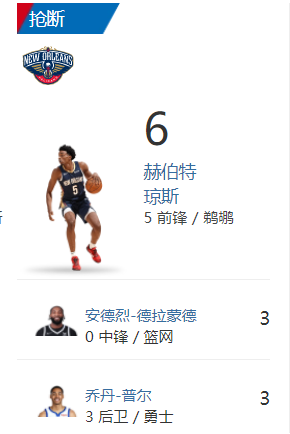 抢断
NEW ORLEANS
6
赫伯特
琼斯
5 前锋 / 鹈鹕
安德烈-德拉蒙德
3
0 中锋 / 篮网
乔丹-普尔
3
3 后卫 / 勇士